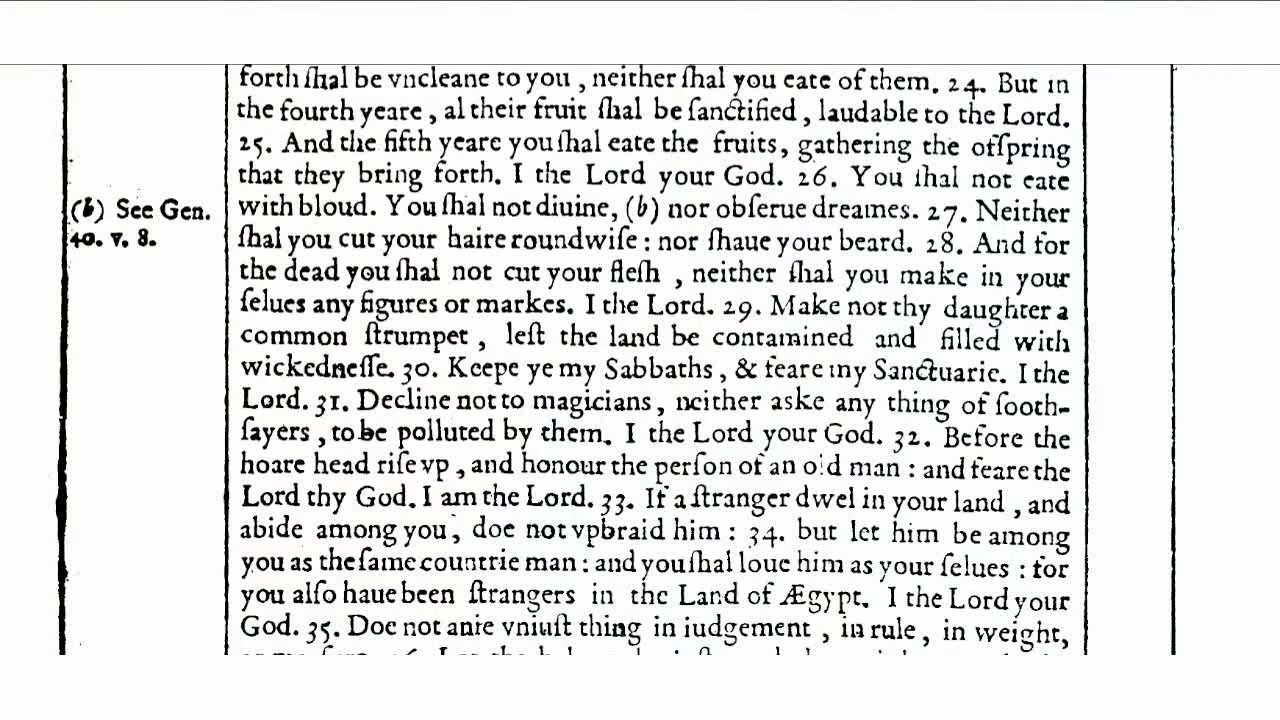 forth ſhal be vncleane to you , neither ſhal you eate of them. 24. But in
the fourth yeare , al their fruit ſhal be ſanctified , laudable to the Lord.
25. And the fifth yeare you ſhal eate the fruits, gathering the offſpring
that they bring forth. I the Lord your God. 26. You ſhal not eate
(b) See Gen.
40. v. 8.
with bloud. You ſhal not diuine, (b) nor obſerue dreames. 27. Neither
ſhal you cut your haire roundwiſe : nor ſhaue your beard. 28. And for
the dead you ſhal not cut your fleſh , neither ſhal you make in your
ſelues any figures or markes. I the Lord. 29. Make not thy daughter a
common ſtrumpet , leſt the land be contamined and filled with
wickedneſſe. 30. Keepe ye my Sabbaths , & feare my Sanctuarie. I the
Lord. 31. Decline not to magicians , neither aske any thing of ſooth-
ſayers , to be polluted by them. I the Lord your God. 32. Before the
hoare head riſe vp , and honour the perſon of an old man : and feare the
Lord thy God. I am the Lord. 33. If a ſtranger dwel in your land , and
abide among you , doe not vpbraid him : 34. but let him be among
you as the ſame countrie man : and you ſhal loue him as your ſelues : for
you alſo haue been ſtrangers in the Land of Ægypt. I the Lord your
God. 35. Doe not anie vniuſt thing in iudgement , in rule , in weight,